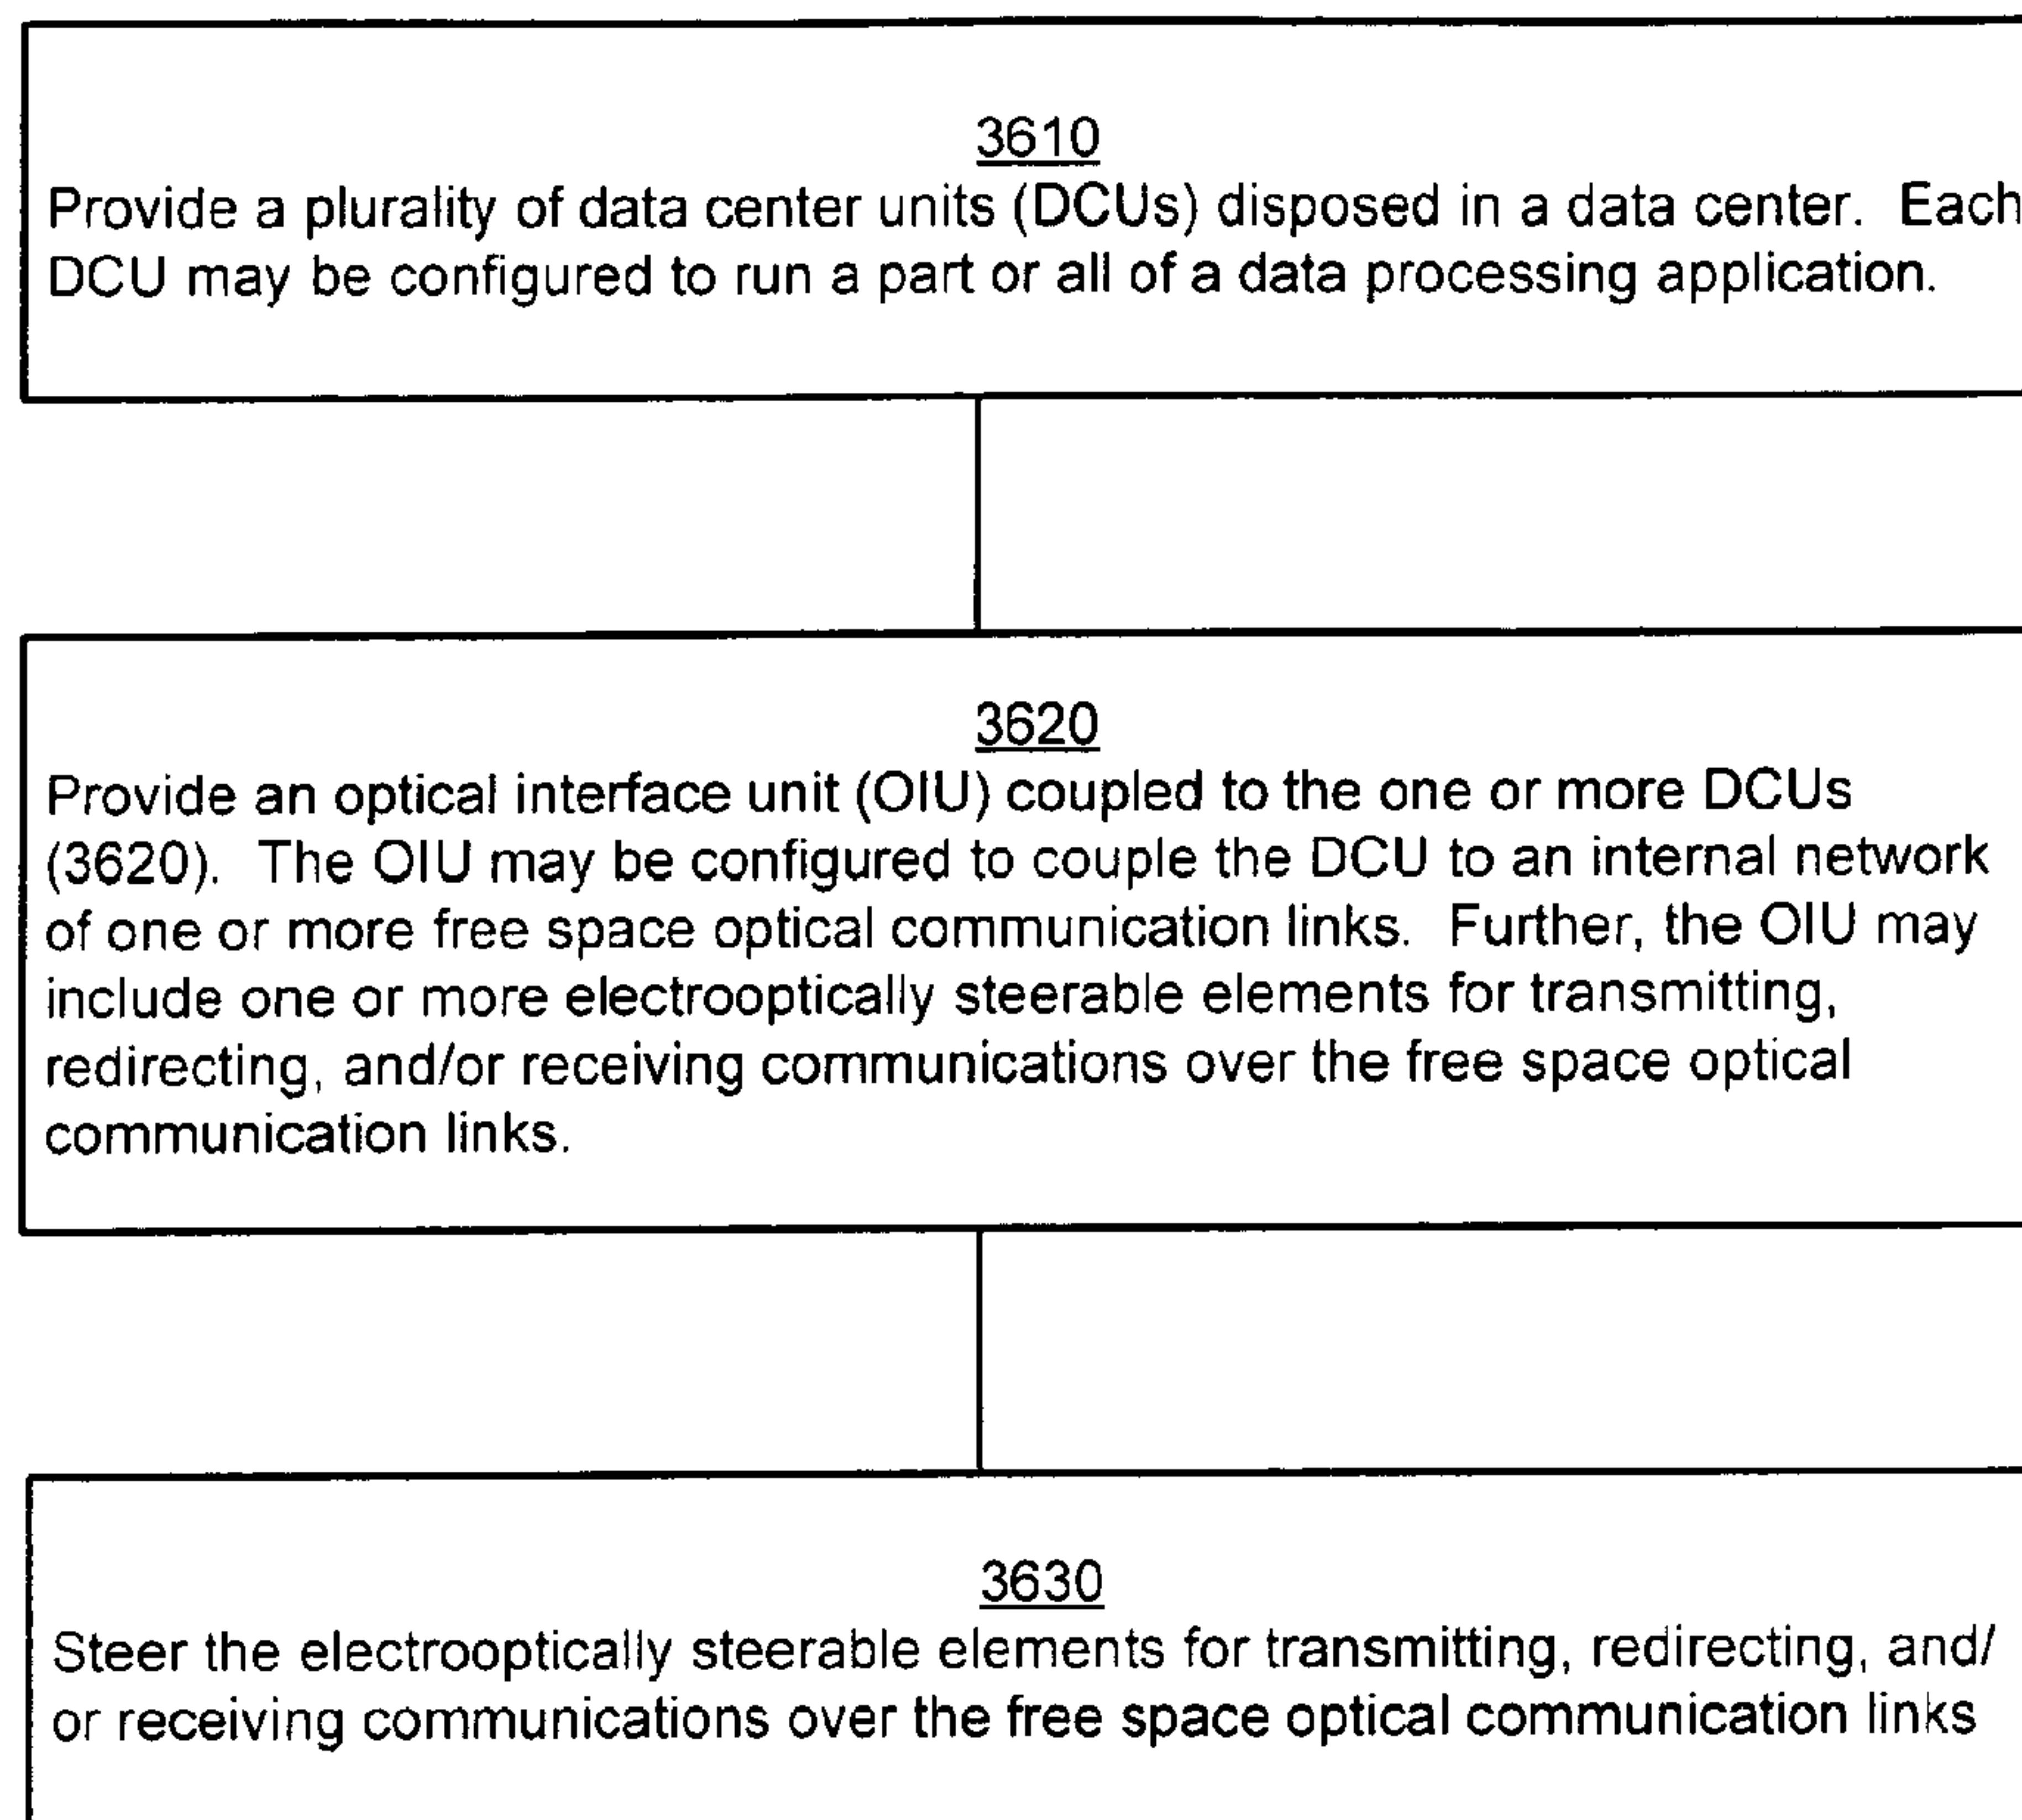 3610
Provide a plurality of data center units (DCUs) disposed in a data center. Each
DCU may be configured to run a part or all of a data processing application.
3620
Provide an optical interface unit (OIU) coupled to the one or more DCUs
(3620). The OIU may be configured to couple the DCU to an internal network
of one or more free space optical communication links. Further, the OIU may
include one or more electrooptically steerable elements for transmitting,
redirecting, and/or receiving communications over the free space optical
communication links.
3630
Steer the electrooptically steerable elements for transmitting, redirecting, and/
or receiving communications over the free space optical communication links